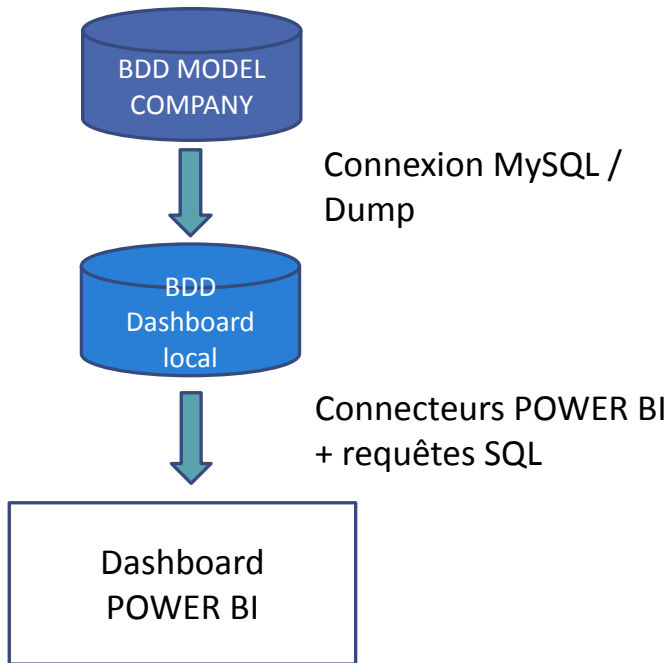 BDD MODEL
COMPANY
Connexion MySQL /
Dump
BDD
Dashboard
local
Connecteurs POWER BI
+ requêtes SQL
Dashboard
POWER BI